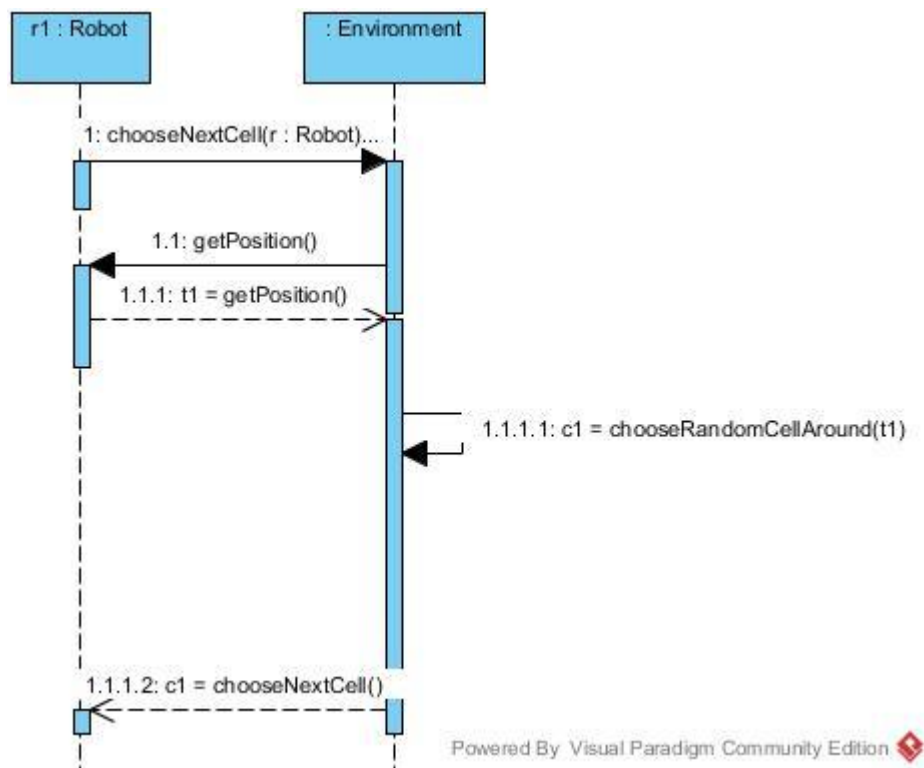 r1 : Robot
: Environment
1: chooseNextCell(r : Robot)...
1.1: getPosition()
1.1.1: t1 = getPosition()
1.1.1.1: c1 = chooseRandomCellAround(t1)
1.1.1.2: c1 = chooseNextCell()
Powered By Visual Paradigm Community Edition